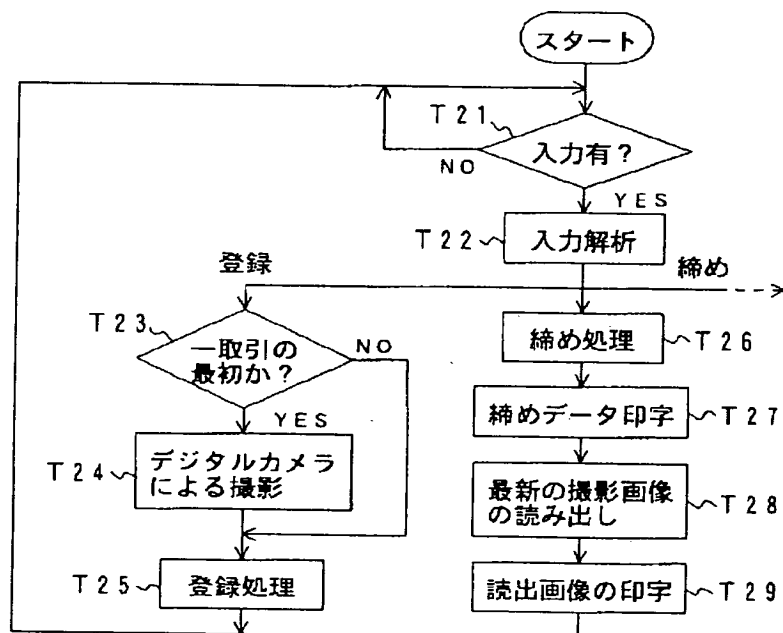 スタート
T21
入力有？
NO
YES
T22
入力解析
登録
締め
T23
一取引の
最初か？
NO
YES
T24
デジタルカメラ
による撮影
T25
登録処理
締め処理
T26
締めデータ印字
T27
最新の撮影画像
の読み出し
T28
読出画像の印字
T29